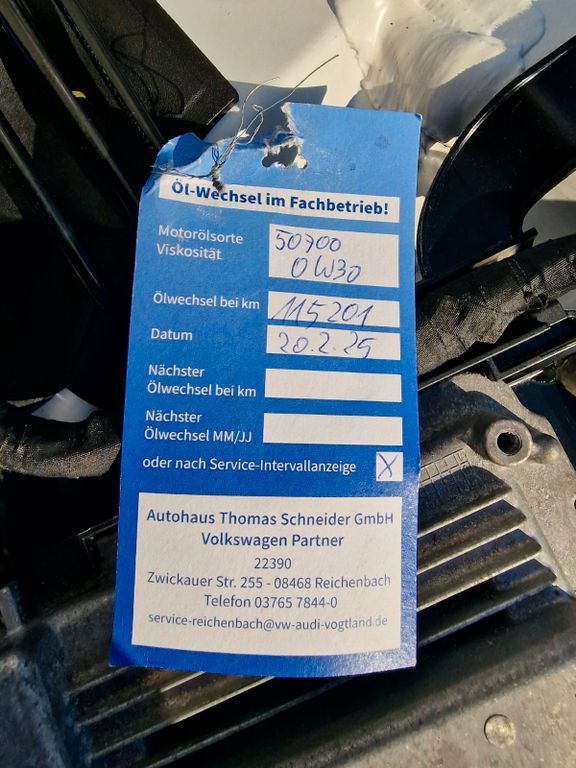 Öl-Wechsel im Fachbetrieb!
Motorölsorte
Viskosität
50700
0W30
Ölwechsel bei km
115201
Datum
20.2.25
Nächster
Ölwechsel bei km
Nächster
Ölwechsel MM/JJ
oder nach Service-Intervallanzeige X
Autohaus Thomas Schneider GmbH
Volkswagen Partner
22390
Zwickauer Str. 255 - 08468 Reichenbach
Telefon 03765 7844-0
service-reichenbach@vw-audi-vogtland.de